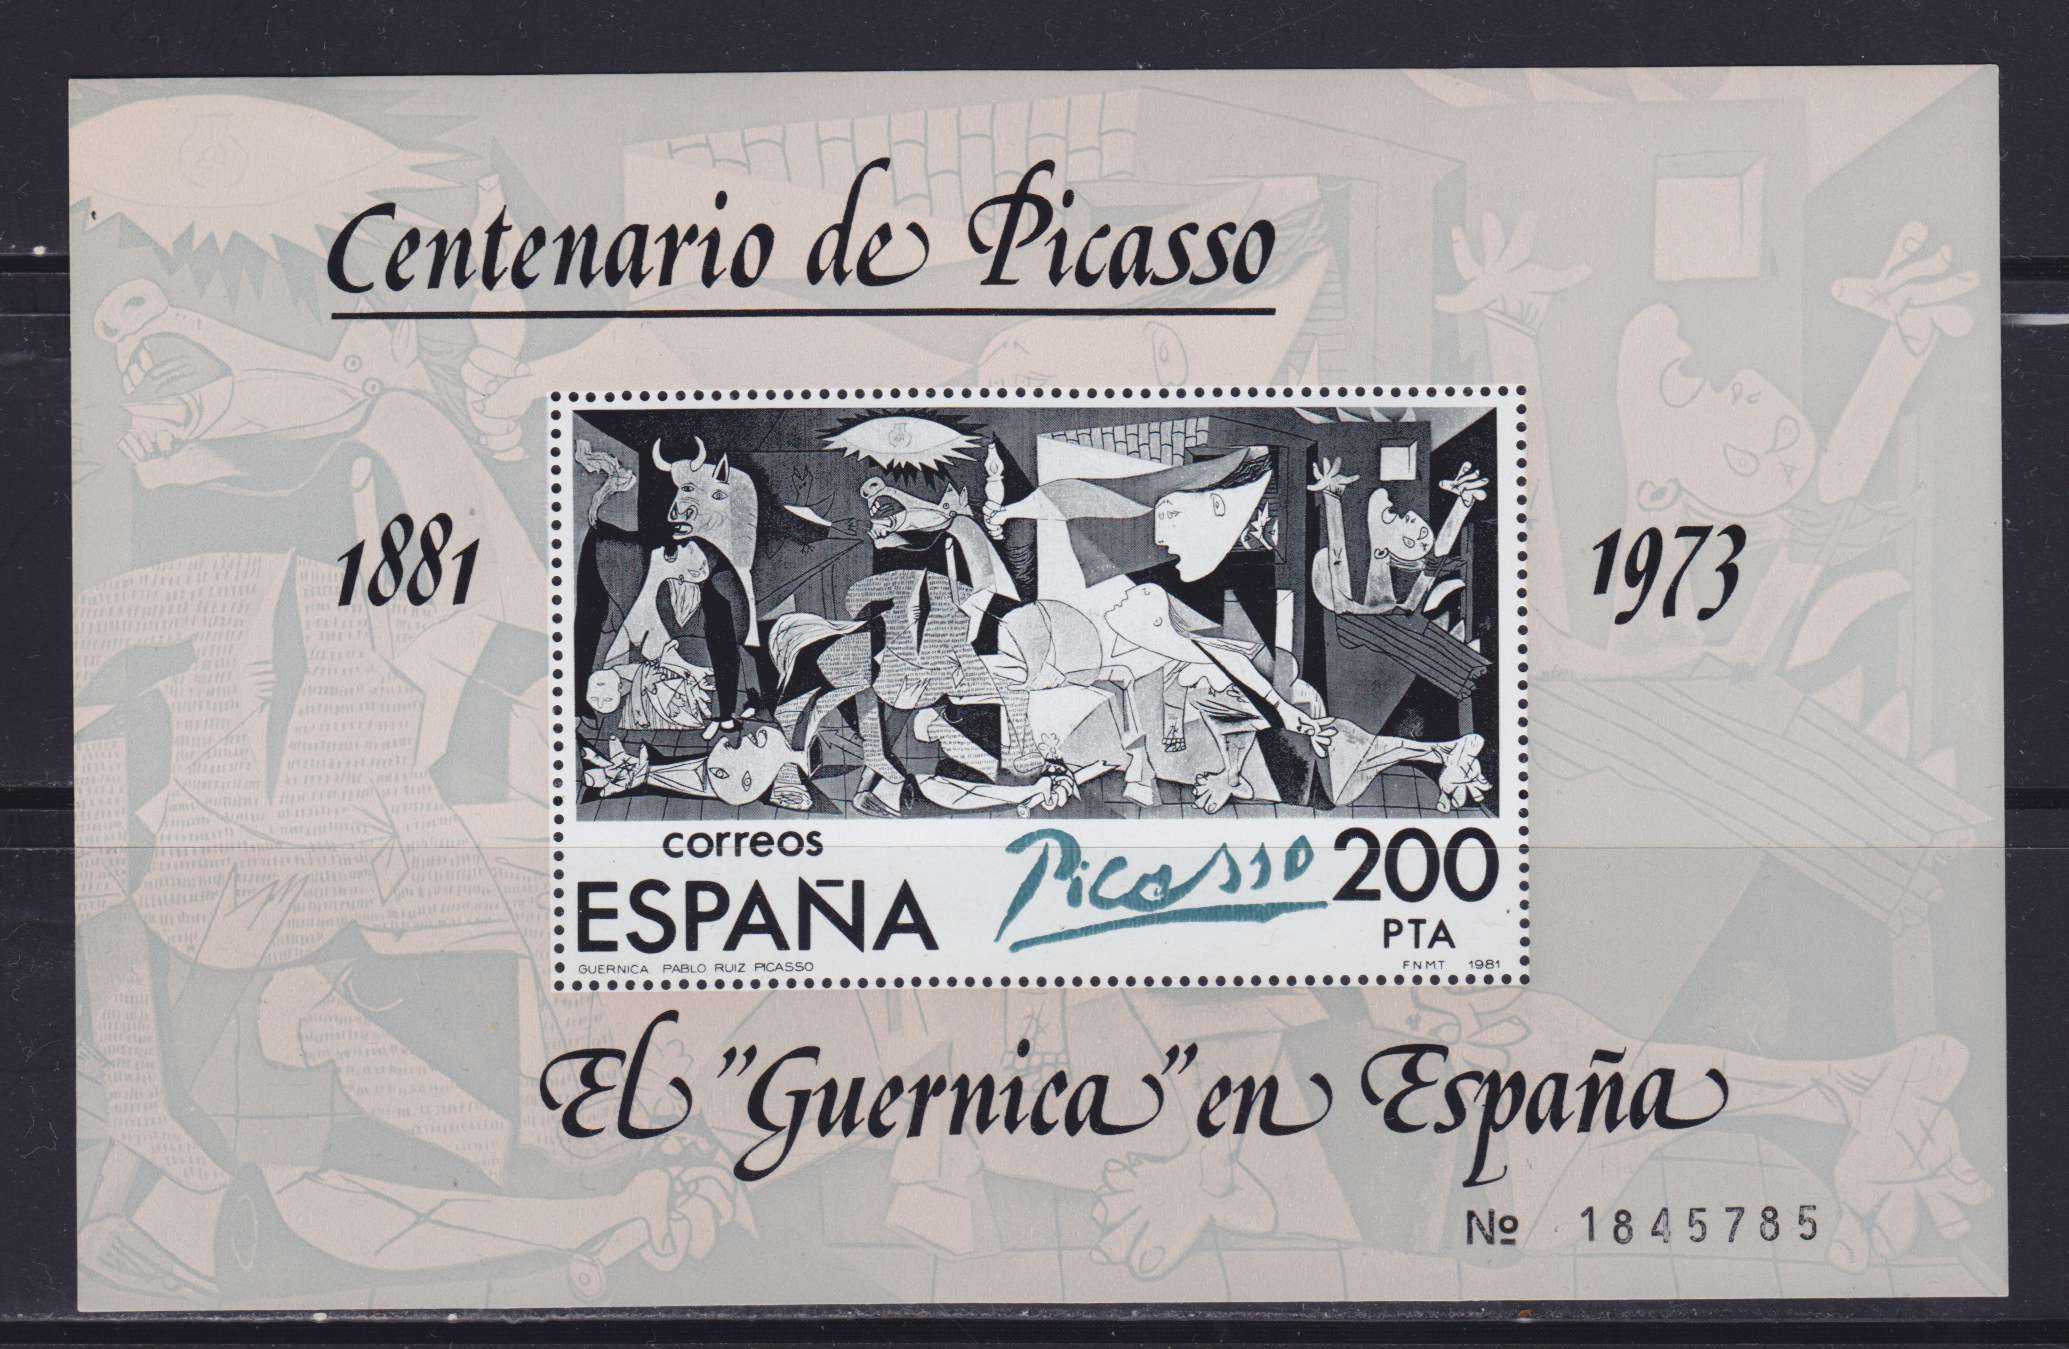 Centenario de Picasso
1881
1973
correos
ESPAÑA
Picasso
200
PTA
GUERNICA PABLO RUIZ PICASSO
FNMT 1981
El "Guernica" en España
Nº 1845785